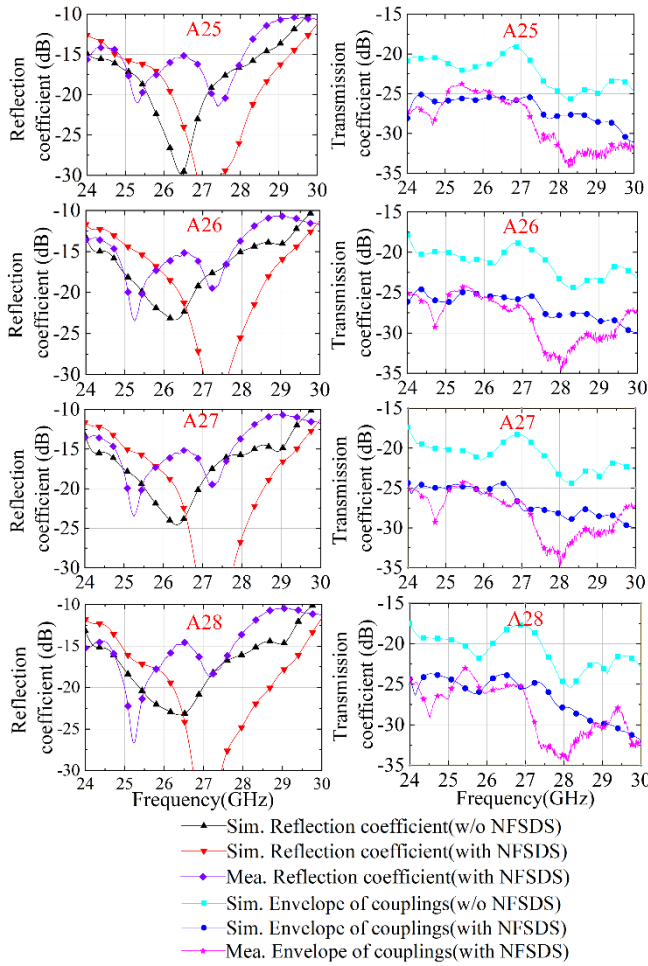 A25
Reflection
coefficient (dB)
-10
-15
-20
-25
-30
24 25 26 27 28 29 30
A25
Transmission
coefficient (dB)
-15
-20
-25
-30
-35
24 25 26 27 28 29 30
A26
Reflection
coefficient (dB)
-10
-15
-20
-25
-30
24 25 26 27 28 29 30
A26
Transmission
coefficient (dB)
-15
-20
-25
-30
-35
24 25 26 27 28 29 30
A27
Reflection
coefficient (dB)
-10
-15
-20
-25
-30
24 25 26 27 28 29 30
A27
Transmission
coefficient (dB)
-15
-20
-25
-30
-35
24 25 26 27 28 29 30
A28
Reflection
coefficient (dB)
-10
-15
-20
-25
-30
24 25 26 27 28 29 30
Frequency(GHz)
A28
Transmission
coefficient (dB)
-15
-20
-25
-30
-35
24 25 26 27 28 29 30
Frequency(GHz)
Sim. Reflection coefficient(w/o NFSDS)
Sim. Reflection coefficient(with NFSDS)
Mea. Reflection coefficient(with NFSDS)
Sim. Envelope of couplings(w/o NFSDS)
Sim. Envelope of couplings(with NFSDS)
Mea. Envelope of couplings(with NFSDS)